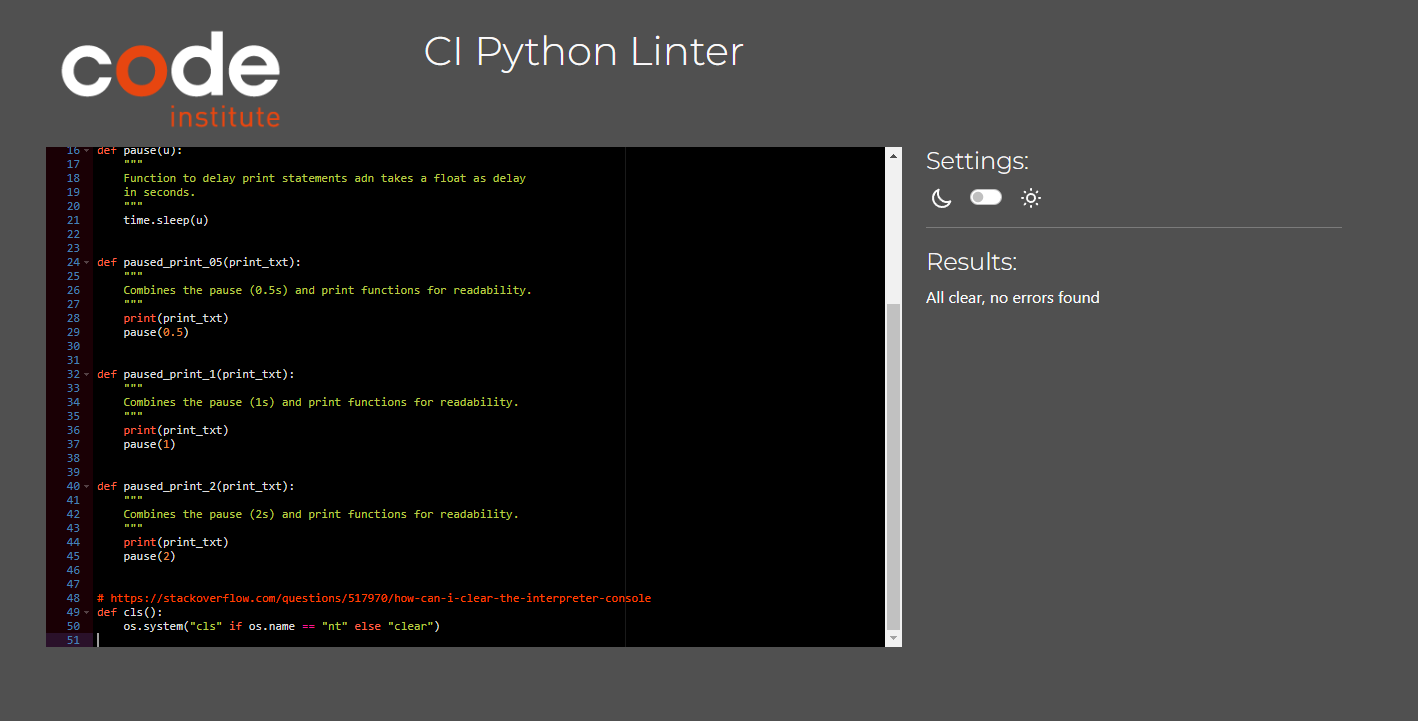 code
institute
CI Python Linter
16 def pause(u):
17     """
18     Function to delay print statements adn takes a float as delay
19     in seconds.
20     """
21     time.sleep(u)
22
23
24 def paused_print_05(print_txt):
25     """
26     Combines the pause (0.5s) and print functions for readability.
27     """
28     print(print_txt)
29     pause(0.5)
30
31
32 def paused_print_1(print_txt):
33     """
34     Combines the pause (1s) and print functions for readability.
35     """
36     print(print_txt)
37     pause(1)
38
39
40 def paused_print_2(print_txt):
41     """
42     Combines the pause (2s) and print functions for readability.
43     """
44     print(print_txt)
45     pause(2)
46
47
48 # https://stackoverflow.com/questions/517970/how-can-i-clear-the-interpreter-console
49 def cls():
50     os.system("cls" if os.name == "nt" else "clear")
51
Settings:
Results:
All clear, no errors found